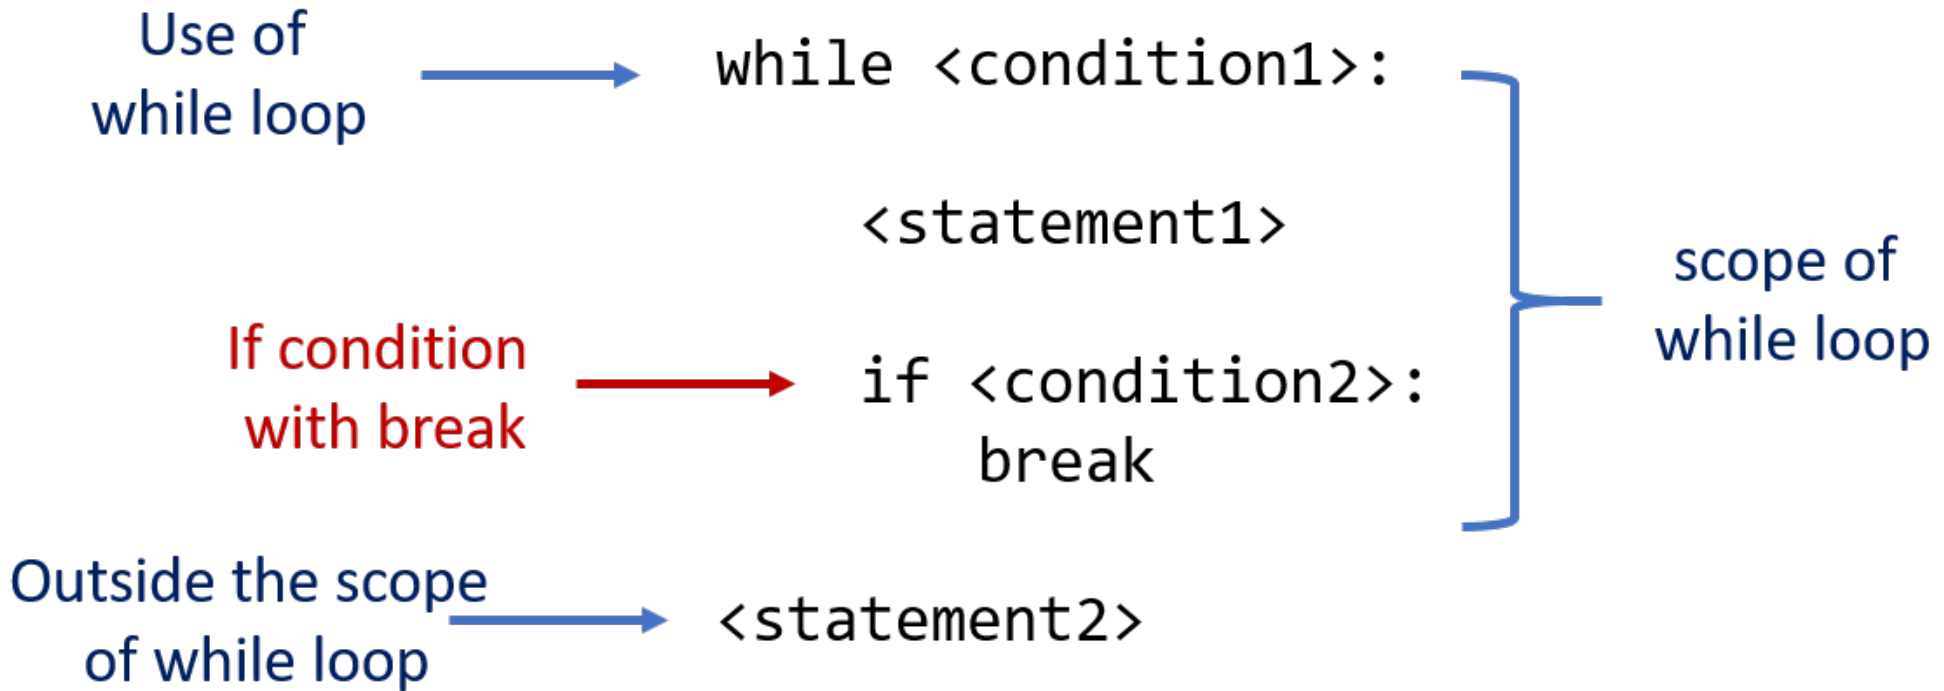 Use of
while loop
while <condition1>:
<statement1>
If condition
with break
if <condition2>:
break
scope of
while loop
Outside the scope
of while loop
<statement2>